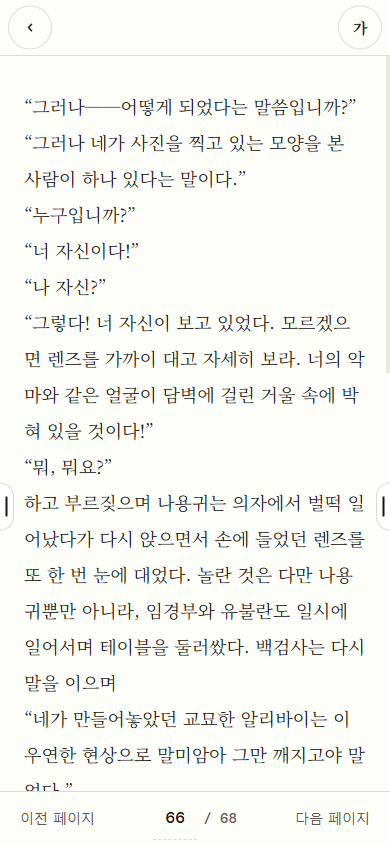 ‹
가
“그러나──어떻게 되었다는 말씀입니까?”
“그러나 네가 사진을 찍고 있는 모양을 본
사람이 하나 있다는 말이다.”
“누구입니까?”
“너 자신이다!”
“나 자신?”
“그렇다! 너 자신이 보고 있었다. 모르겠으
면 렌즈를 가까이 대고 자세히 보라. 너의 악
마와 같은 얼굴이 담벽에 걸린 거울 속에 박
혀 있을 것이다!”
“뭐, 뭐요?”
하고 부르짖으며 나용귀는 의자에서 벌떡 일
어났다가 다시 앉으면서 손에 들었던 렌즈를
또 한 번 눈에 대었다. 놀란 것은 다만 나용
귀뿐만 아니라, 임경부와 유불란도 일시에
일어서며 테이블을 둘러쌌다. 백검사는 다시
말을 이으며
“네가 만들어놓았던 교묘한 알리바이는 이
우연한 현상으로 말미암아 그만 깨지고야 말
이전 페이지
66 / 68
다음 페이지